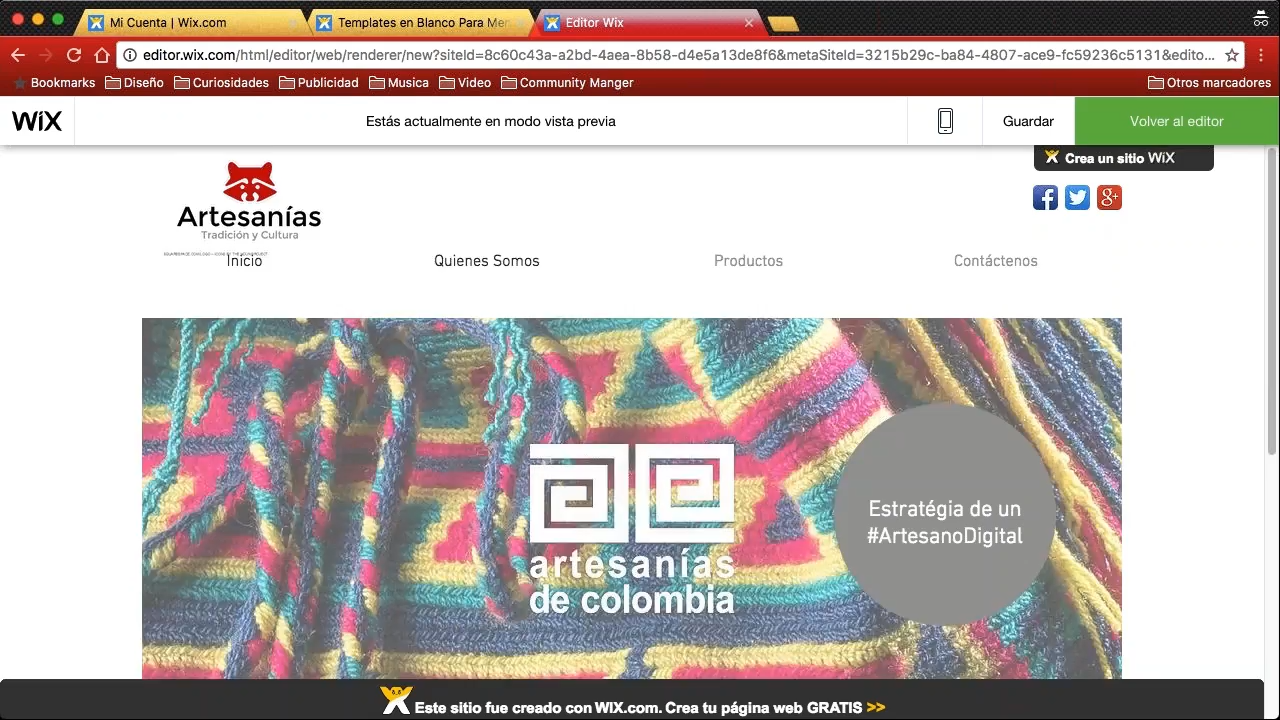 Mi Cuenta | Wix.com
Templates en Blanco Para Mer
Editor Wix
editor.wix.com/html/editor/web/renderer/new?siteId=8c60c43a-a2bd-4aea-8b58-d4e5a13de8f6&metaSiteId=3215b29c-ba84-4807-ace9-fc59236c5131&edito...
Bookmarks Diseño Curiosidades Publicidad Musica Video Community Manger Otros marcadores
WiX Estás actualmente en modo vista previa Guardar Volver al editor
Crea un sitio WiX
Artesanías
Tradición y Cultura
Inicio Quienes Somos Productos Contáctenos
artesanías
de colombia
Estratégia de un
#ArtesanoDigital
Este sitio fue creado con WIX.com. Crea tu página web GRATIS >>